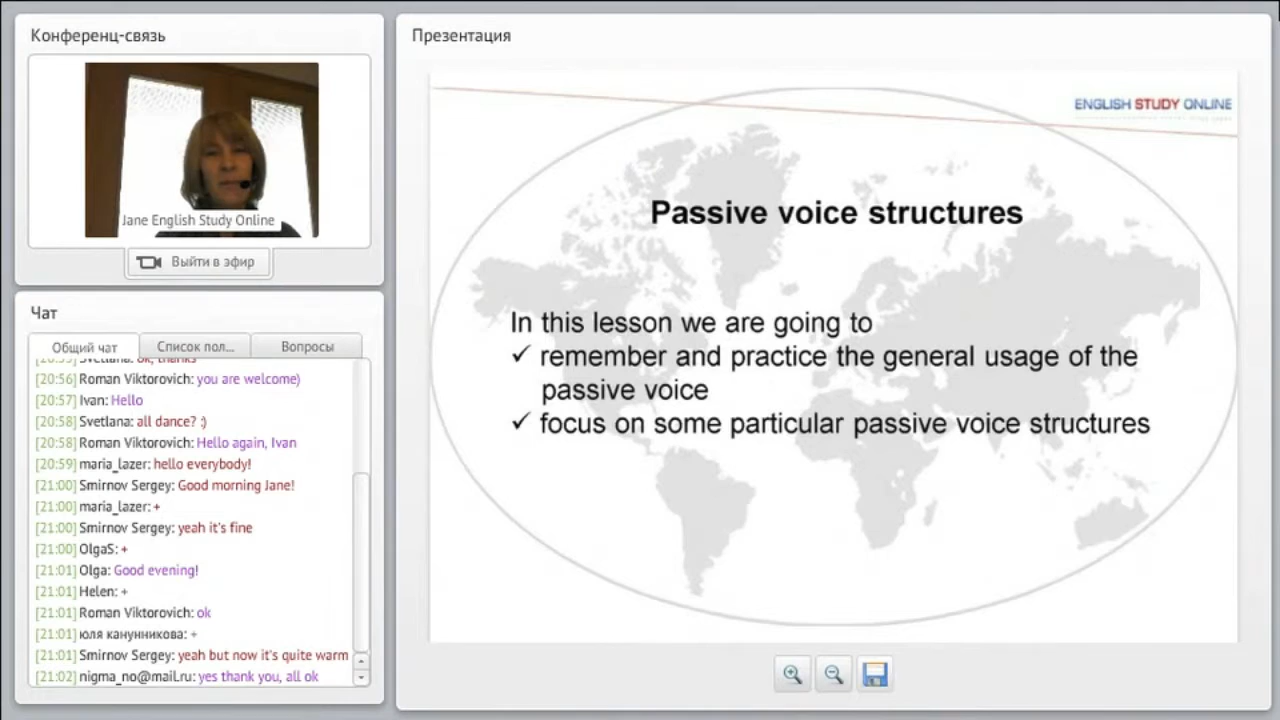 Конференц-связь
Jane English Study Online
Выйти в эфир
Чат
Общий чат
Список пол...
Вопросы
Svetlana: ok, thanks
[20:56] Roman Viktorovich: you are welcome)
[20:57] Ivan: Hello
[20:58] Svetlana: all dance? :)
[20:58] Roman Viktorovich: Hello again, Ivan
[20:59] maria_lazer: hello everybody!
[21:00] Smirnov Sergey: Good morning Jane!
[21:00] maria_lazer: +
[21:00] Smirnov Sergey: yeah it's fine
[21:00] OlgaS: +
[21:01] Olga: Good evening!
[21:01] Helen: +
[21:01] Roman Viktorovich: ok
[21:01] юля канунникова: +
[21:01] Smirnov Sergey: yeah but now it's quite warm
[21:02] nigma_no@mail.ru: yes thank you, all ok
Презентация
ENGLISH STUDY ONLINE
Passive voice structures
In this lesson we are going to
✓ remember and practice the general usage of the
passive voice
✓ focus on some particular passive voice structures